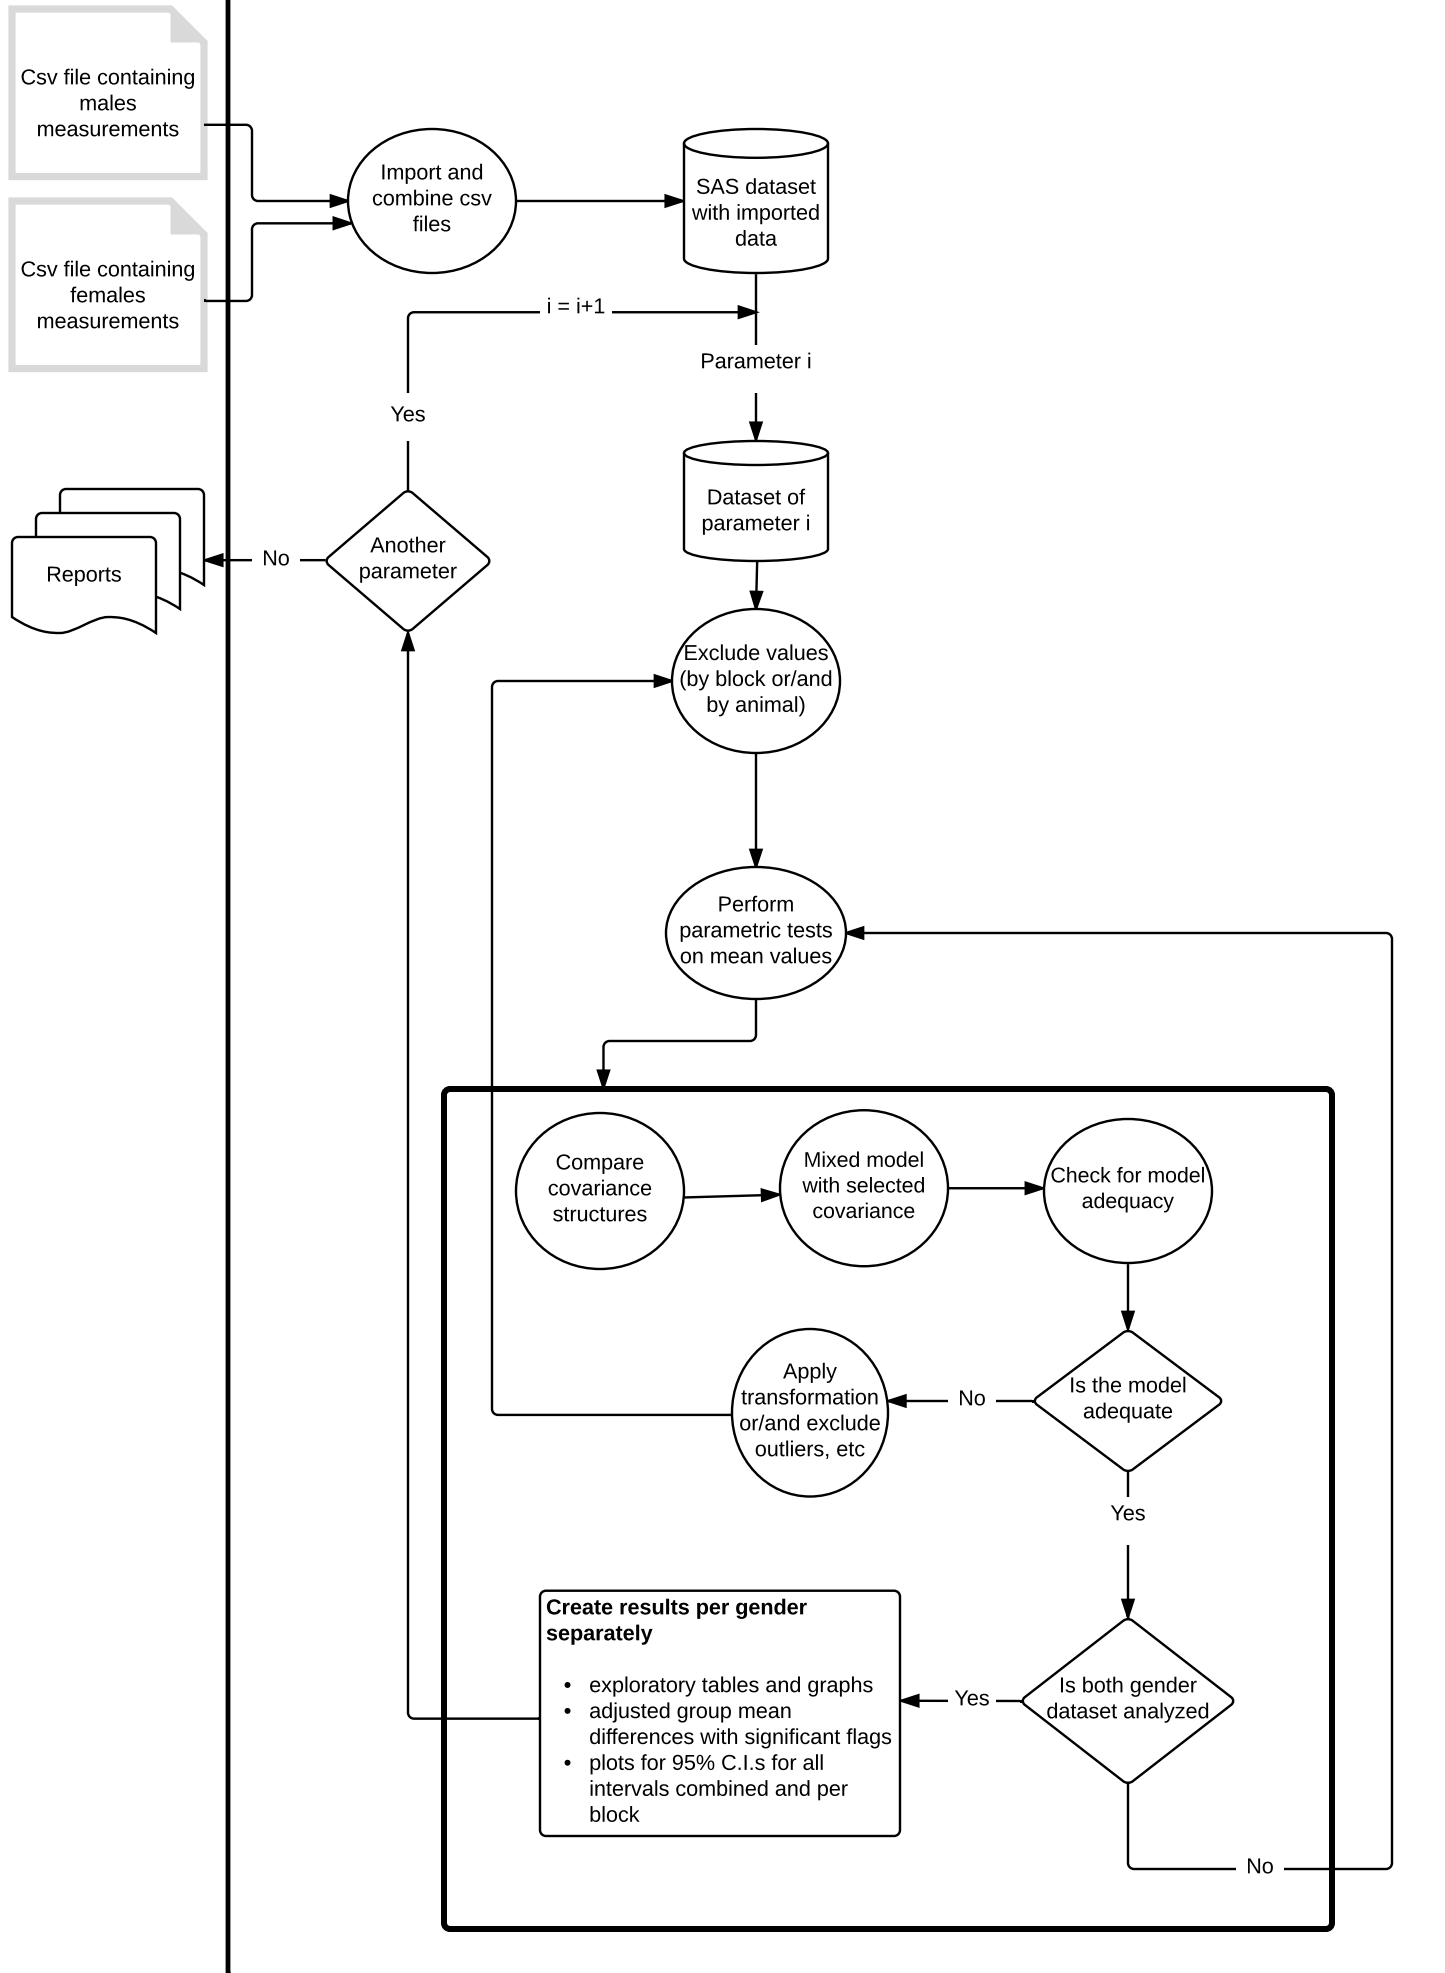 Csv file containing
males
measurements
Import and
combine csv
files
SAS dataset
with imported
data
Csv file containing
females
measurements
i = i+1
Parameter i
Yes
Dataset of
parameter i
Another
parameter
No
Reports
Exclude values
(by block or/and
by animal)
Perform
parametric tests
on mean values
Compare
covariance
structures
Mixed model
with selected
covariance
Check for model
adequacy
Is the model
adequate
No
Apply
transformation
or/and exclude
outliers, etc
Yes
Is both gender
dataset analyzed
Yes
Create results per gender
separately
• exploratory tables and graphs
• adjusted group mean
differences with significant flags
• plots for 95% C.I.s for all
intervals combined and per
block
No